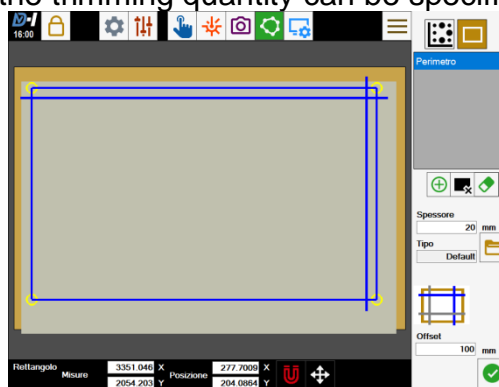 the trimming quantity can be specif
16:00
Perimetro
Spessore
20 mm
Tipo
Default
Offset
100 mm
Rettangolo
Misure
3351.046 X
2054.203 Y
Posizione
277.7009 X
204.0864 Y